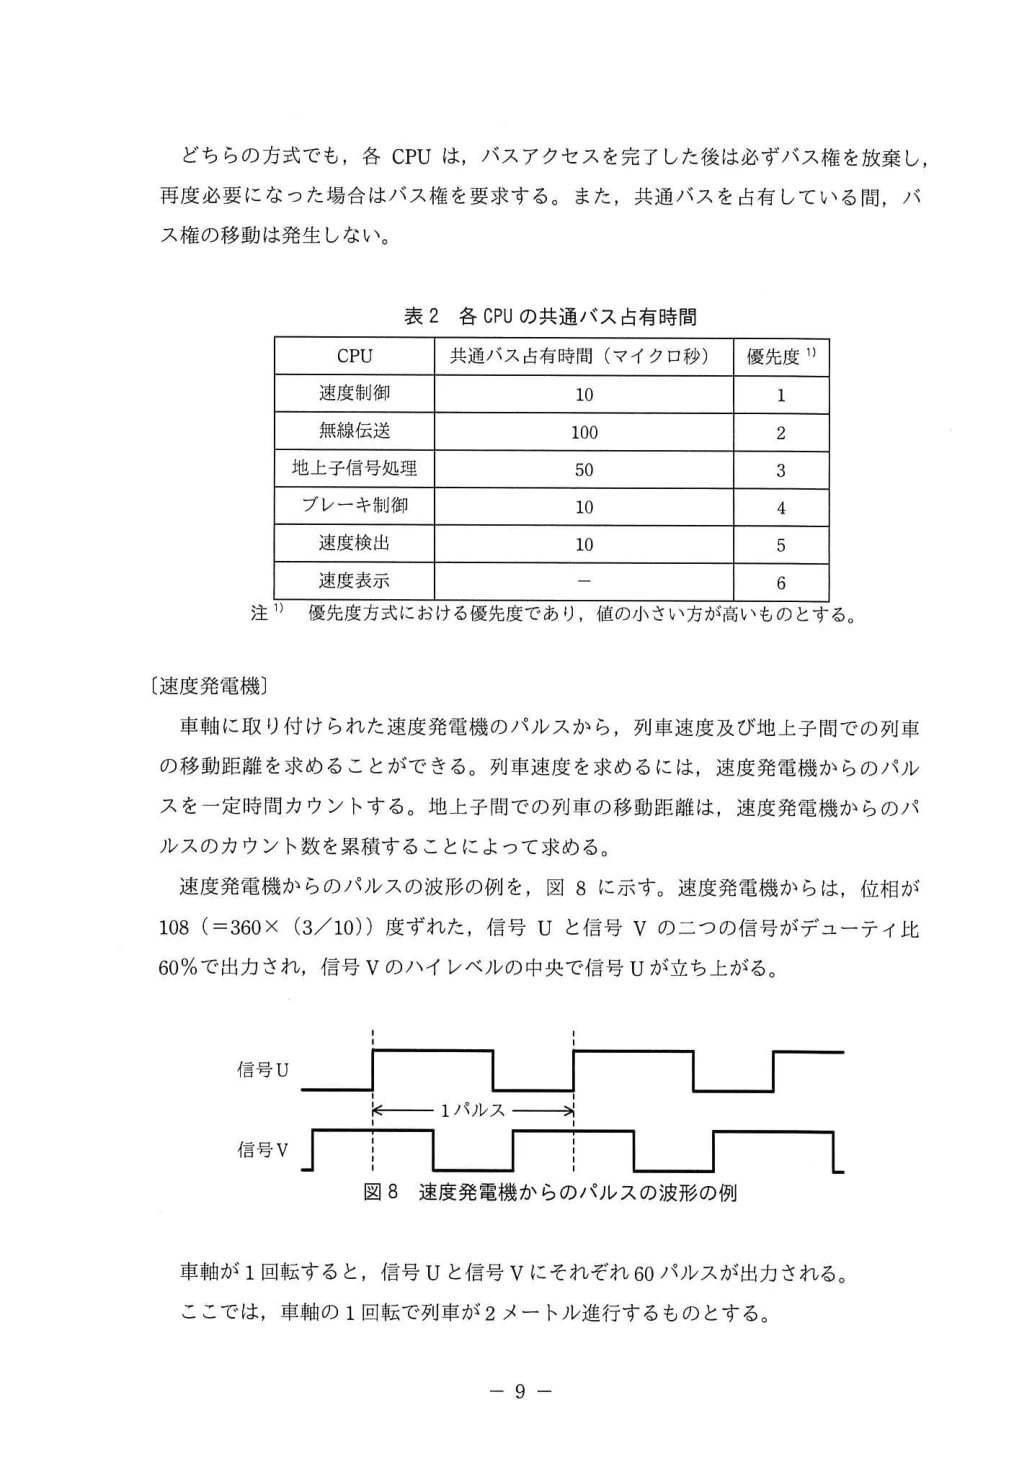 どちらの方式でも，各 CPU は，バスアクセスを完了した後は必ずバス権を放棄し，
再度必要になった場合はバス権を要求する。また，共通バスを占有している間，バ
ス権の移動は発生しない。
表2　各 CPU の共通バス占有時間
CPU　共通バス占有時間（マイクロ秒）　優先度 1)
速度制御　10　1
無線伝送　100　2
地上子信号処理　50　3
ブレーキ制御　10　4
速度検出　10　5
速度表示　－　6
注 1)　優先度方式における優先度であり，値の小さい方が高いものとする。
〔速度発電機〕
車軸に取り付けられた速度発電機のパルスから，列車速度及び地上子間での列車
の移動距離を求めることができる。列車速度を求めるには，速度発電機からのパル
スを一定時間カウントする。地上子間での列車の移動距離は，速度発電機からのパ
ルスのカウント数を累積することによって求める。
速度発電機からのパルスの波形の例を，図 8 に示す。速度発電機からは，位相が
108（＝360×（3／10））度ずれた，信号 U と信号 V の二つの信号がデューティ比
60％で出力され，信号 V のハイレベルの中央で信号 U が立ち上がる。
信号 U
1 パルス
信号 V
図 8　速度発電機からのパルスの波形の例
車軸が 1 回転すると，信号 U と信号 V にそれぞれ 60 パルスが出力される。
ここでは，車軸の 1 回転で列車が 2 メートル進行するものとする。
－ 9 －